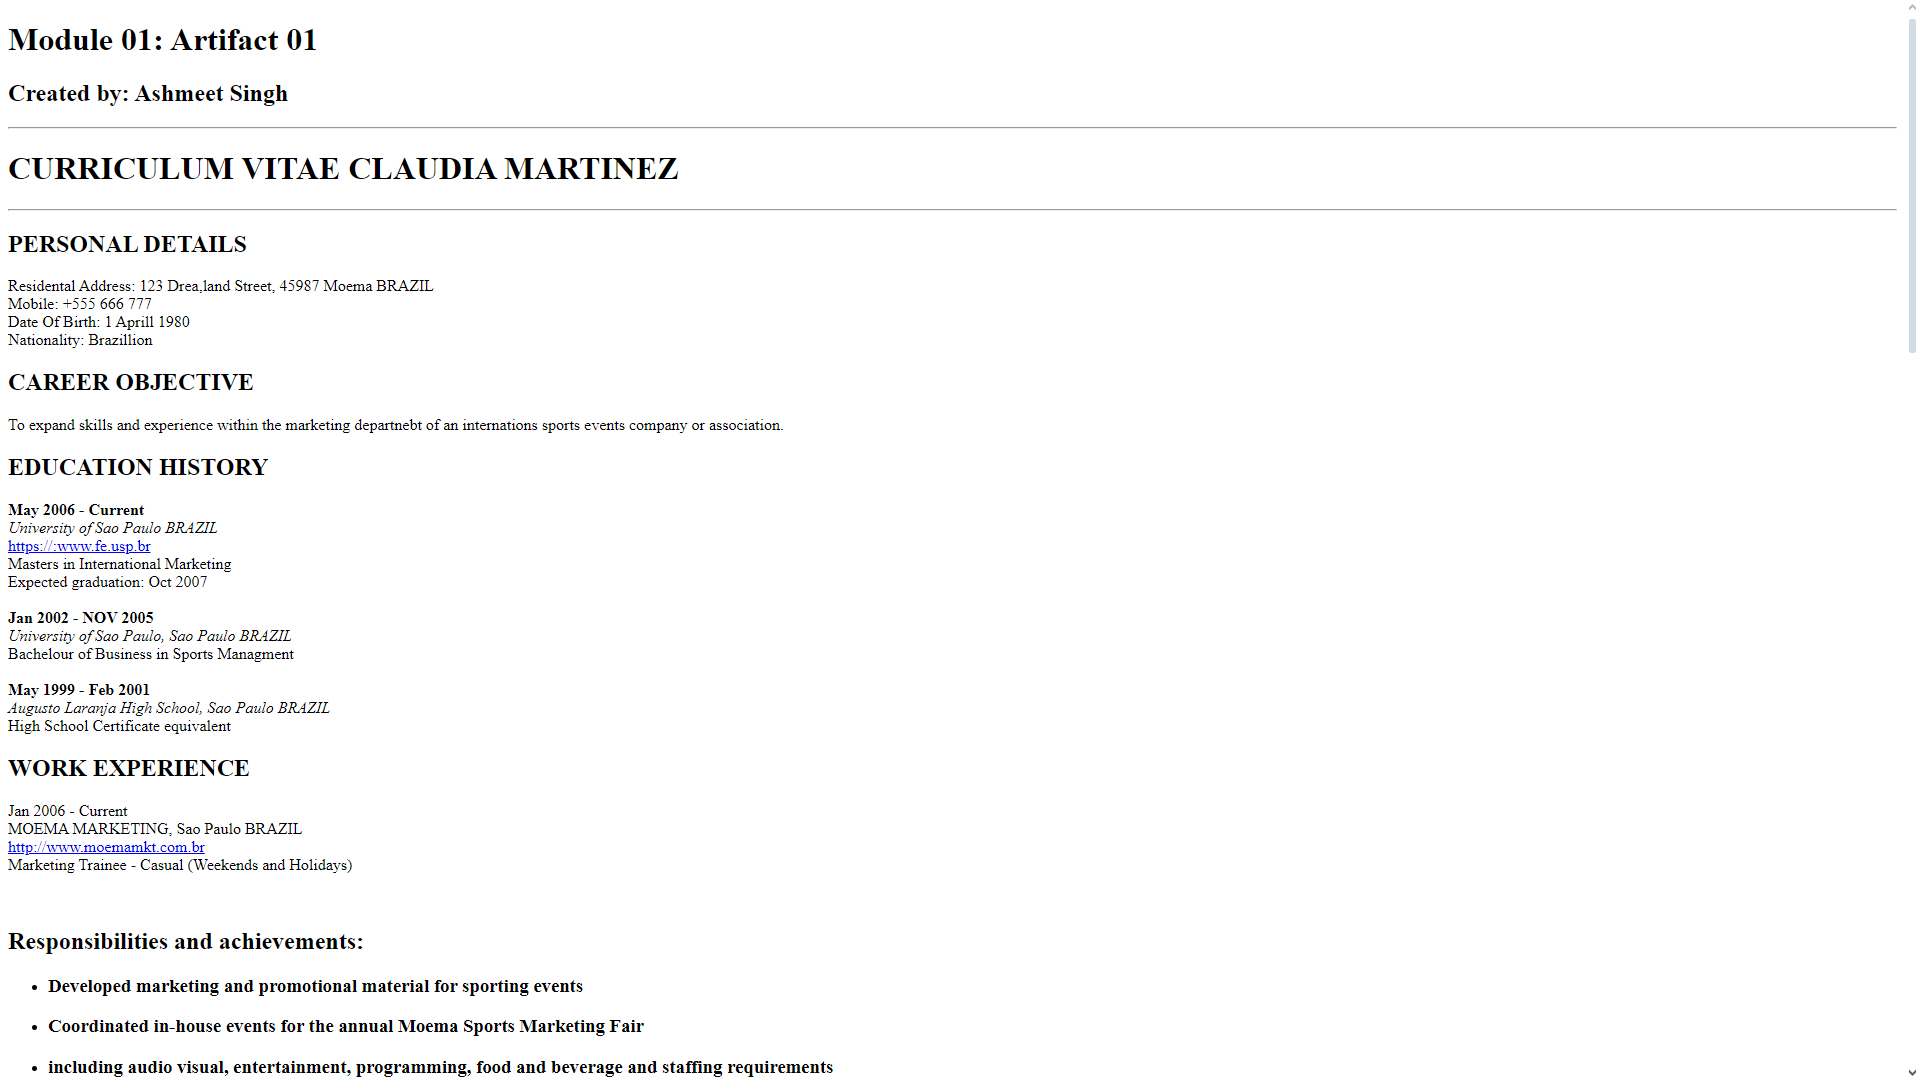 Module 01: Artifact 01
Created by: Ashmeet Singh
CURRICULUM VITAE CLAUDIA MARTINEZ
PERSONAL DETAILS
Residental Address: 123 Drea,land Street, 45987 Moema BRAZIL
Mobile: +555 666 777
Date Of Birth: 1 Aprill 1980
Nationality: Brazillion
CAREER OBJECTIVE
To expand skills and experience within the marketing departnebt of an internations sports events company or association.
EDUCATION HISTORY
May 2006 - Current
University of Sao Paulo BRAZIL
https://:www.fe.usp.br
Masters in International Marketing
Expected graduation: Oct 2007
Jan 2002 - NOV 2005
University of Sao Paulo, Sao Paulo BRAZIL
Bachelour of Business in Sports Managment
May 1999 - Feb 2001
Augusto Laranja High School, Sao Paulo BRAZIL
High School Certificate equivalent
WORK EXPERIENCE
Jan 2006 - Current
MOEMA MARKETING, Sao Paulo BRAZIL
http://www.moemamkt.com.br
Marketing Trainee - Casual (Weekends and Holidays)
Responsibilities and achievements:
• Developed marketing and promotional material for sporting events
• Coordinated in-house events for the annual Moema Sports Marketing Fair
• including audio visual, entertainment, programming, food and beverage and staffing requirements